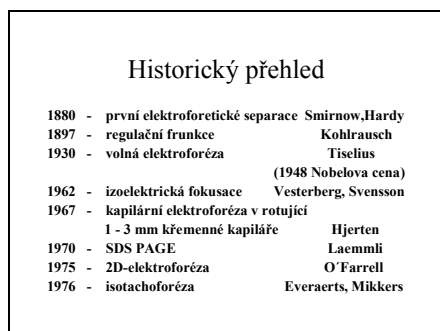 Historický přehled
1880 - první elektroforetické separace Smirnow,Hardy
1897 - regulační frunkce Kohlrausch
1930 - volná elektroforéza Tiselius
(1948 Nobelova cena)
1962 - izoelektrická fokusace Vesterberg, Svensson
1967 - kapilární elektroforéza v rotující
1 - 3 mm křemenné kapiláře Hjerten
1970 - SDS PAGE Laemmli
1975 - 2D-elektroforéza O´Farrell
1976 - isotachoforéza Everaerts, Mikkers